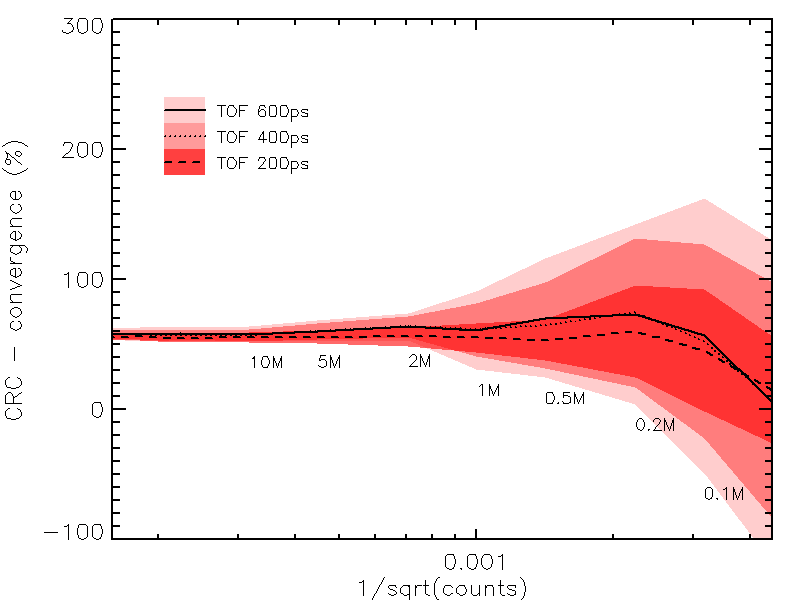 300
200
100
0
-100
CRC - convergence (%)
TOF 600ps
TOF 400ps
TOF 200ps
10M
5M
2M
1M
0.5M
0.2M
0.1M
0.001
1/sqrt(counts)